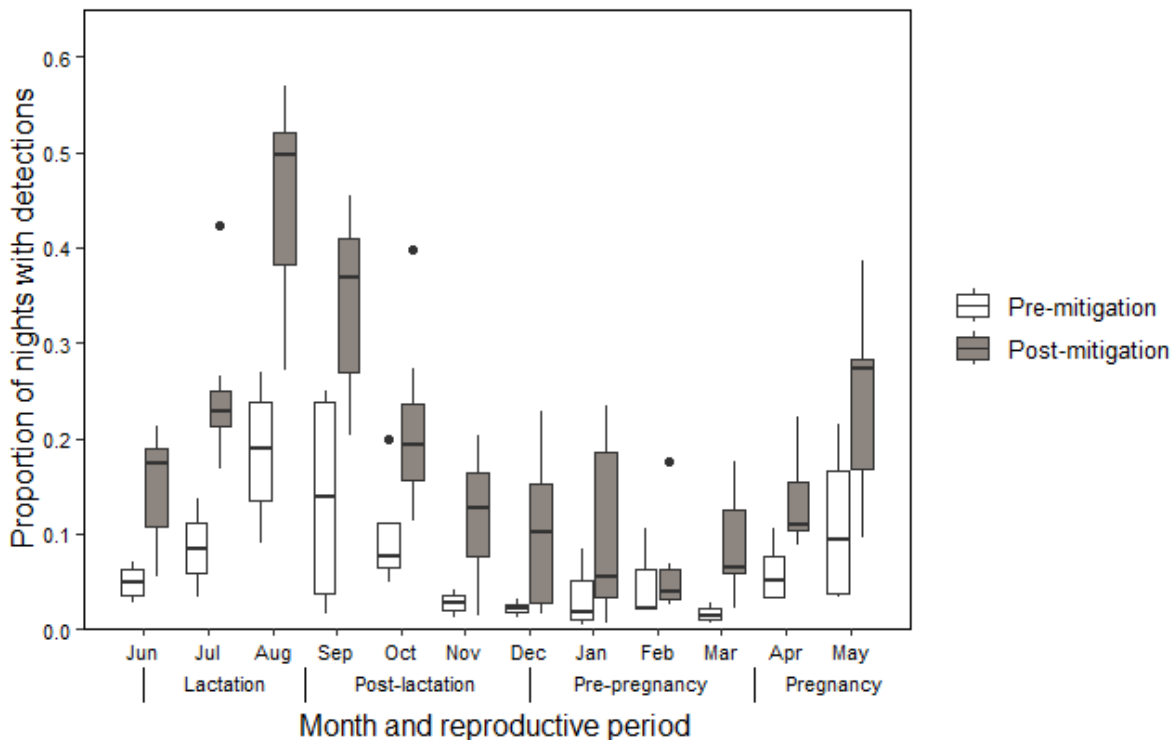 Proportion of nights with detections
0.6
0.5
0.4
0.3
0.2
0.1
0.0
Jun Jul Aug Sep Oct Nov Dec Jan Feb Mar Apr May
Lactation Post-lactation Pre-pregnancy Pregnancy
Month and reproductive period
Pre-mitigation
Post-mitigation